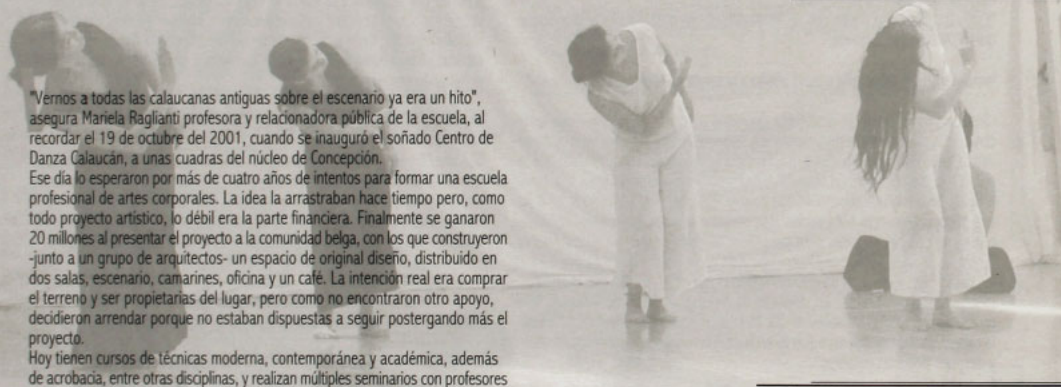 "Vernos a todas las calaucanas antiguas sobre el escenario ya era un hito",
asegura Mariela Raglianti profesora y relacionadora pública de la escuela, al
recordar el 19 de octubre del 2001, cuando se inauguró el soñado Centro de
Danza Calaucán, a unas cuadras del núcleo de Concepción.
Ese día lo esperaron por más de cuatro años de intentos para formar una escuela
profesional de artes corporales. La idea la arrastraban hace tiempo pero, como
todo proyecto artístico, lo débil era la parte financiera. Finalmente se ganaron
20 millones al presentar el proyecto a la comunidad belga, con los que construyeron
-junto a un grupo de arquitectos- un espacio de original diseño, distribuido en
dos salas, escenario, camarines, oficina y un café. La intención real era comprar
el terreno y ser propietarias del lugar, pero como no encontraron otro apoyo,
decidieron arrendar porque no estaban dispuestas a seguir postergando más el
proyecto.
Hoy tienen cursos de técnicas moderna, contemporánea y académica, además
de acrobacia, entre otras disciplinas, y realizan múltiples seminarios con profesores